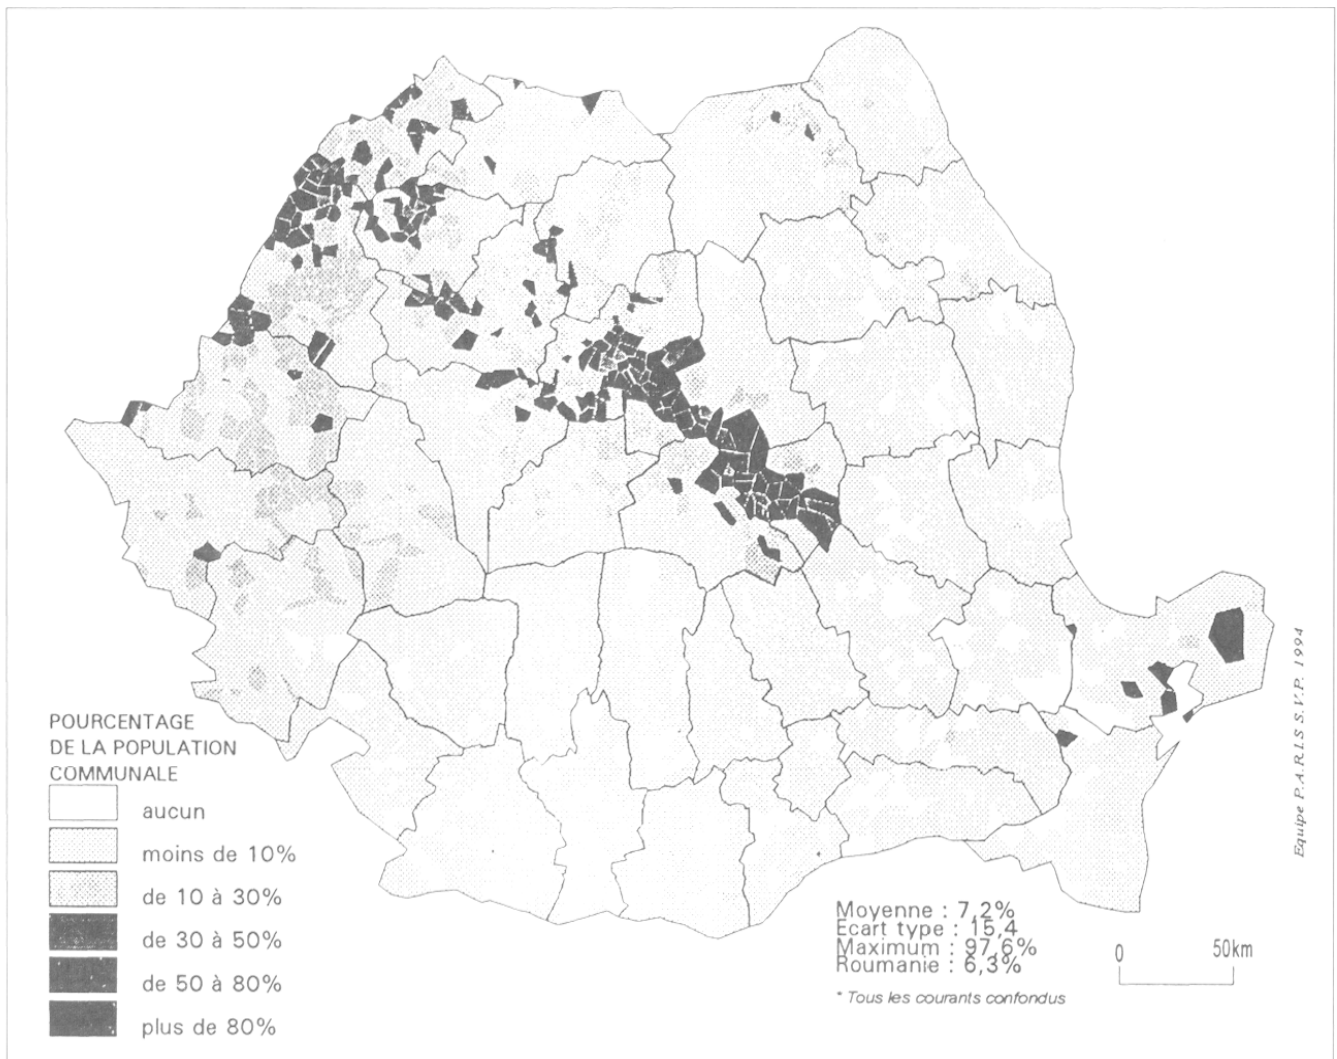 POURCENTAGE
DE LA POPULATION
COMMUNALE
aucun
moins de 10%
de 10 à 30%
de 30 à 50%
de 50 à 80%
plus de 80%
Moyenne : 7,2%
Ecart type : 15,4
Maximum : 97,6%
Roumanie : 6,3%
* Tous les courants confondus
0 50km
Equipe P.A.R.I.S S.V.P. 1994